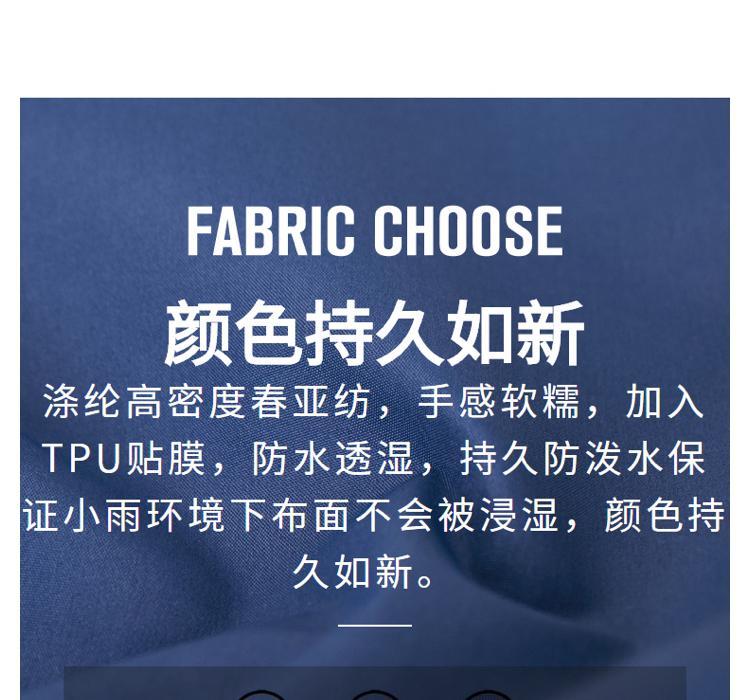 FABRIC CHOOSE
颜色持久如新
涤纶高密度春亚纺，手感软糯，加入
TPU贴膜，防水透湿，持久防泼水保
证小雨环境下布面不会被浸湿，颜色持
久如新。